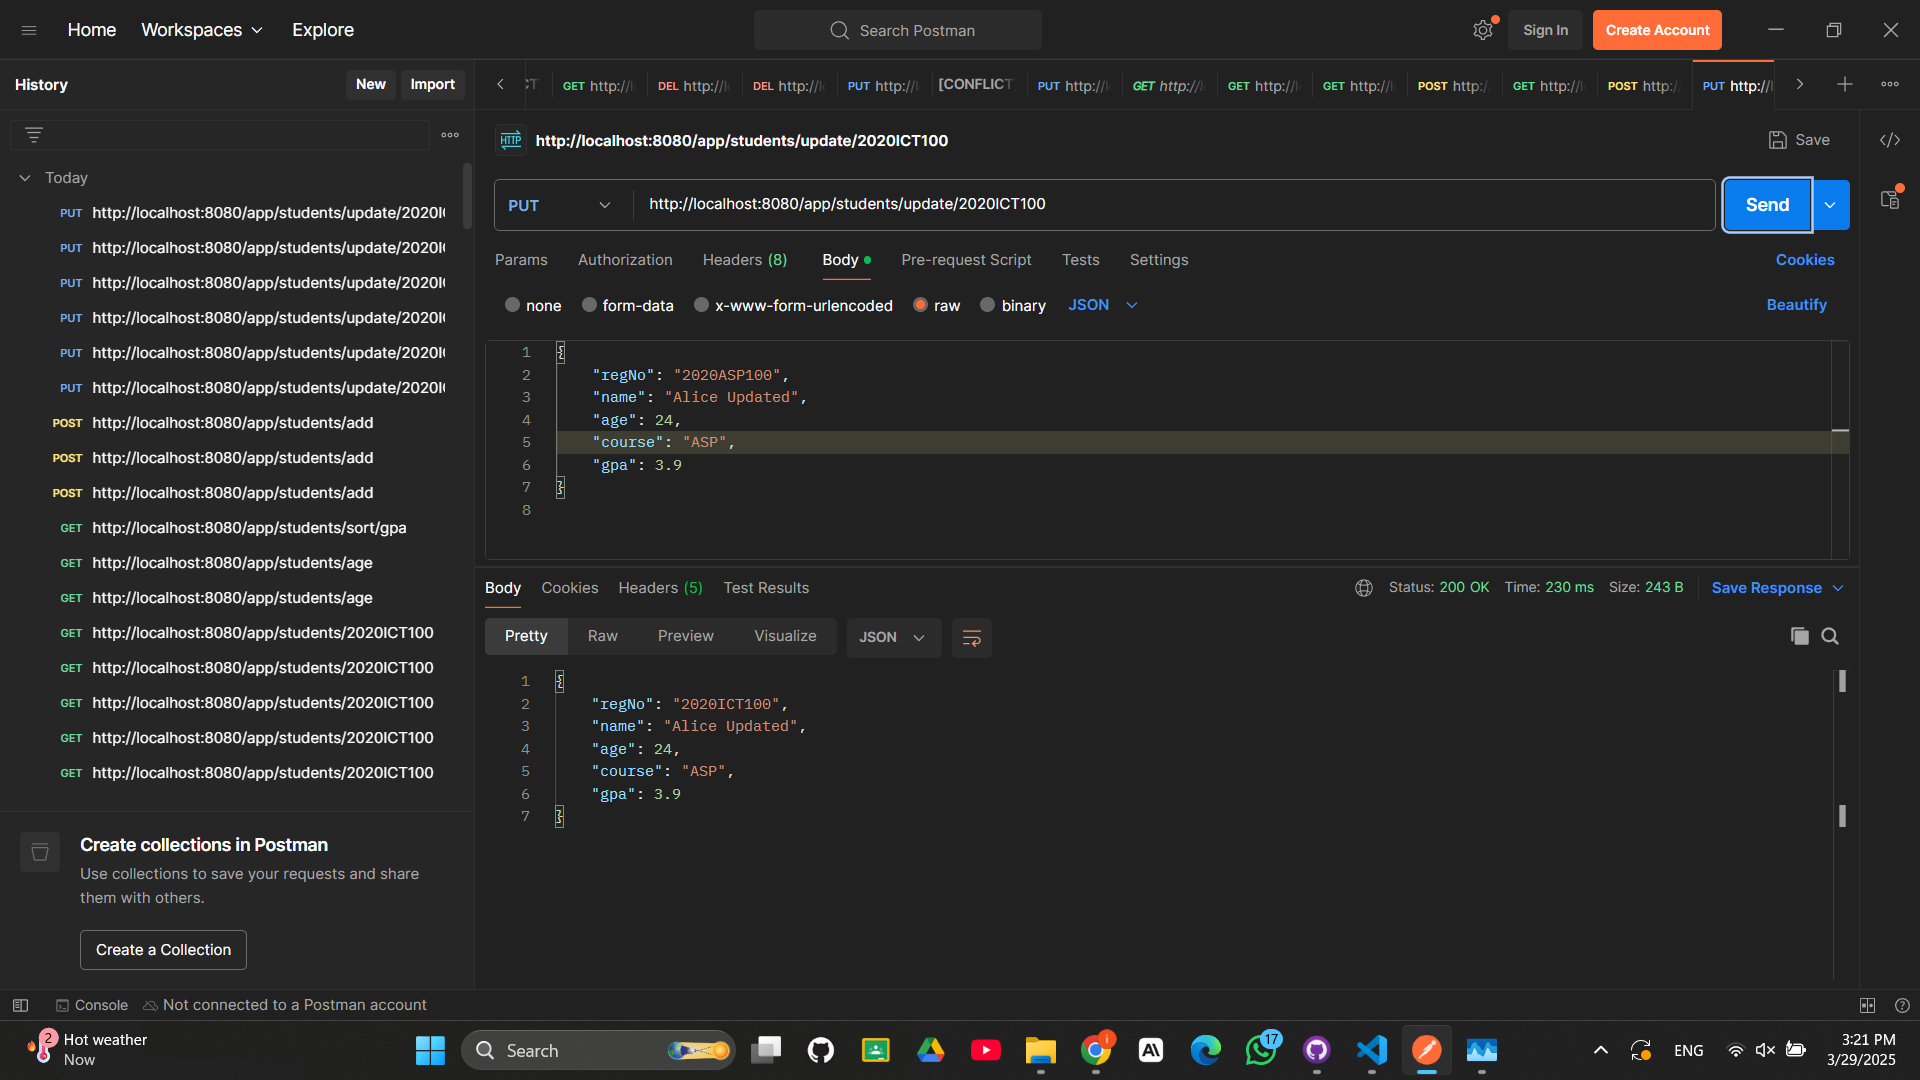 Home
Workspaces
Explore
Search Postman
Sign In
Create Account
History
New
Import
GET http://
DEL http://
DEL http://
PUT http://
[CONFLICT
PUT http://
GET http://
GET http://
GET http://
POST http:/
GET http://
POST http:/
PUT http://
http://localhost:8080/app/students/update/2020ICT100
Save
Today
PUT http://localhost:8080/app/students/update/2020I
PUT http://localhost:8080/app/students/update/2020I
PUT http://localhost:8080/app/students/update/2020I
PUT http://localhost:8080/app/students/update/2020I
PUT http://localhost:8080/app/students/update/2020I
PUT http://localhost:8080/app/students/update/2020I
POST http://localhost:8080/app/students/add
POST http://localhost:8080/app/students/add
POST http://localhost:8080/app/students/add
GET http://localhost:8080/app/students/sort/gpa
GET http://localhost:8080/app/students/age
GET http://localhost:8080/app/students/age
GET http://localhost:8080/app/students/2020ICT100
GET http://localhost:8080/app/students/2020ICT100
GET http://localhost:8080/app/students/2020ICT100
GET http://localhost:8080/app/students/2020ICT100
GET http://localhost:8080/app/students/2020ICT100
Create collections in Postman
Use collections to save your requests and share
them with others.
Create a Collection
HTTP
PUT
http://localhost:8080/app/students/update/2020ICT100
Send
Params
Authorization
Headers (8)
Body
Pre-request Script
Tests
Settings
Cookies
none
form-data
x-www-form-urlencoded
raw
binary
JSON
Beautify
1 {
2 "regNo": "2020ASP100",
3 "name": "Alice Updated",
4 "age": 24,
5 "course": "ASP",
6 "gpa": 3.9
7 }
8
Body
Cookies
Headers (5)
Test Results
Status: 200 OK
Time: 230 ms
Size: 243 B
Save Response
Pretty
Raw
Preview
Visualize
JSON
1 {
2 "regNo": "2020ICT100",
3 "name": "Alice Updated",
4 "age": 24,
5 "course": "ASP",
6 "gpa": 3.9
7 }
Console
Not connected to a Postman account
2
Hot weather
Now
Search
17
ENG
3:21 PM
3/29/2025